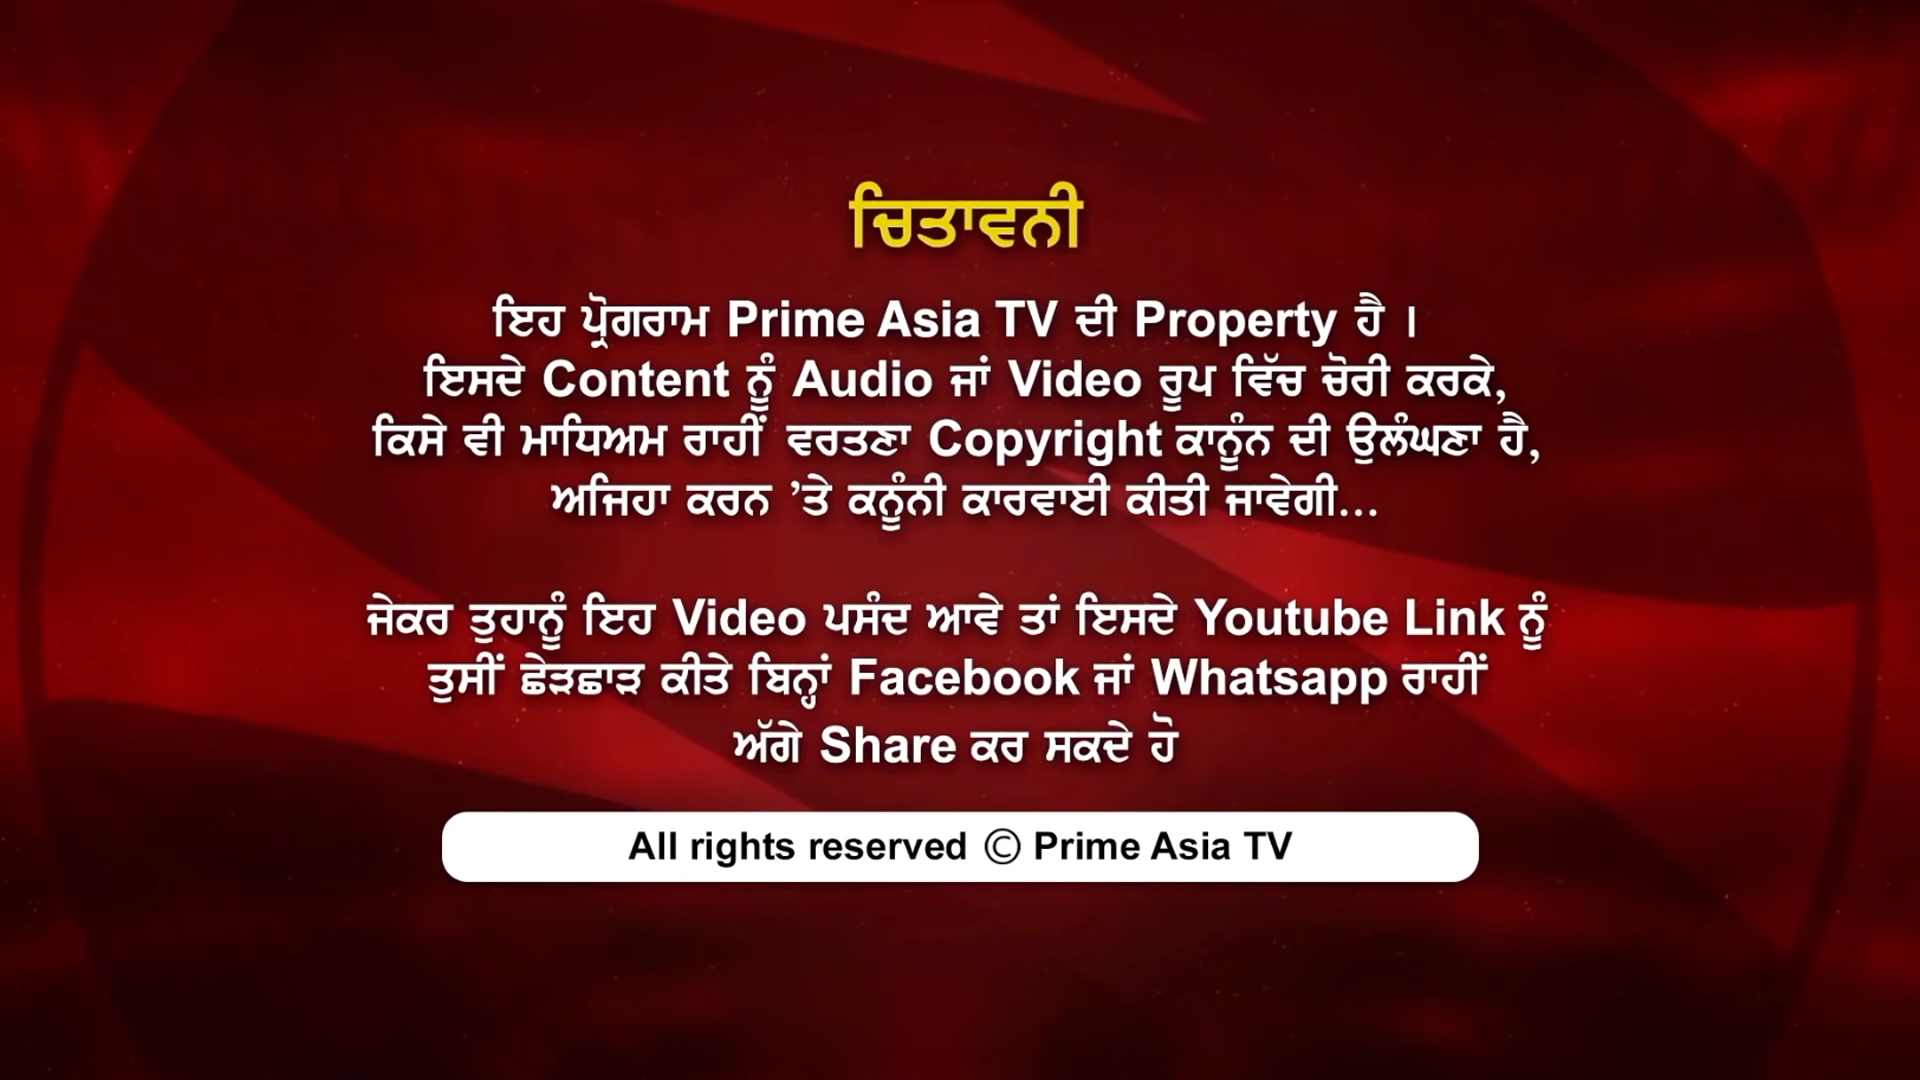 ਚਿਤਾਵਨੀ
ਇਹ ਪ੍ਰੋਗਰਾਮ Prime Asia TV ਦੀ Property ਹੈ ।
ਇਸਦੇ Content ਨੂੰ Audio ਜਾਂ Video ਰੂਪ ਵਿੱਚ ਚੋਰੀ ਕਰਕੇ,
ਕਿਸੇ ਵੀ ਮਾਧਿਅਮ ਰਾਹੀਂ ਵਰਤਣਾ Copyright ਕਾਨੂੰਨ ਦੀ ਉਲੰਘਣਾ ਹੈ,
ਅਜਿਹਾ ਕਰਨ ’ਤੇ ਕਨੂੰਨੀ ਕਾਰਵਾਈ ਕੀਤੀ ਜਾਵੇਗੀ...
ਜੇਕਰ ਤੁਹਾਨੂੰ ਇਹ Video ਪਸੰਦ ਆਵੇ ਤਾਂ ਇਸਦੇ Youtube Link ਨੂੰ
ਤੁਸੀਂ ਛੇੜਛਾੜ ਕੀਤੇ ਬਿਨ੍ਹਾਂ Facebook ਜਾਂ Whatsapp ਰਾਹੀਂ
ਅੱਗੇ Share ਕਰ ਸਕਦੇ ਹੋ
All rights reserved © Prime Asia TV